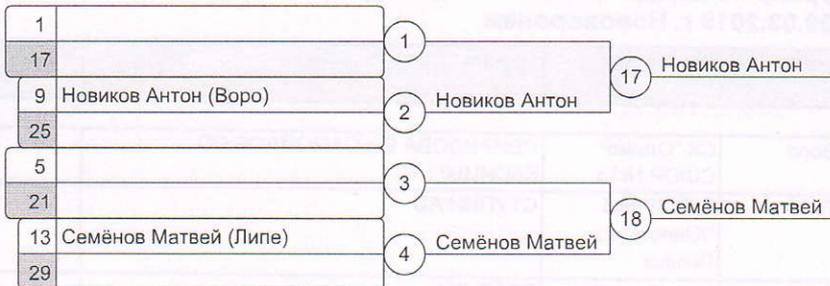 1
17
1
9 Новиков Антон (Воро)
25
2 Новиков Антон
17 Новиков Антон
5
21
3
13 Семёнов Матвей (Липе)
29
4 Семёнов Матвей
18 Семёнов Матвей